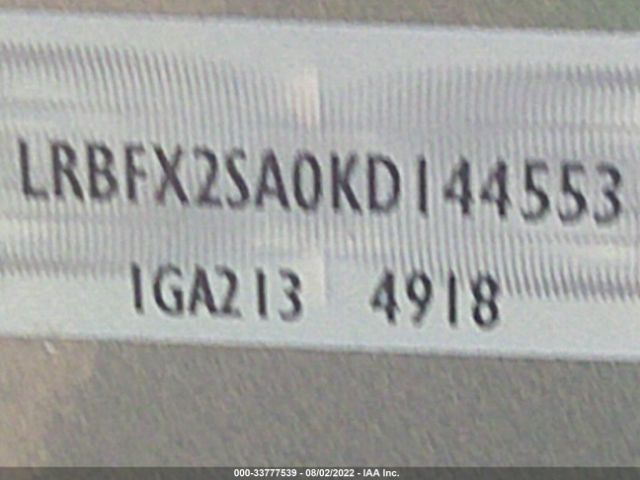 LRBFX2SA0KD144553
1GA213 4918
000-33777539 - 08/02/2022 - IAA Inc.